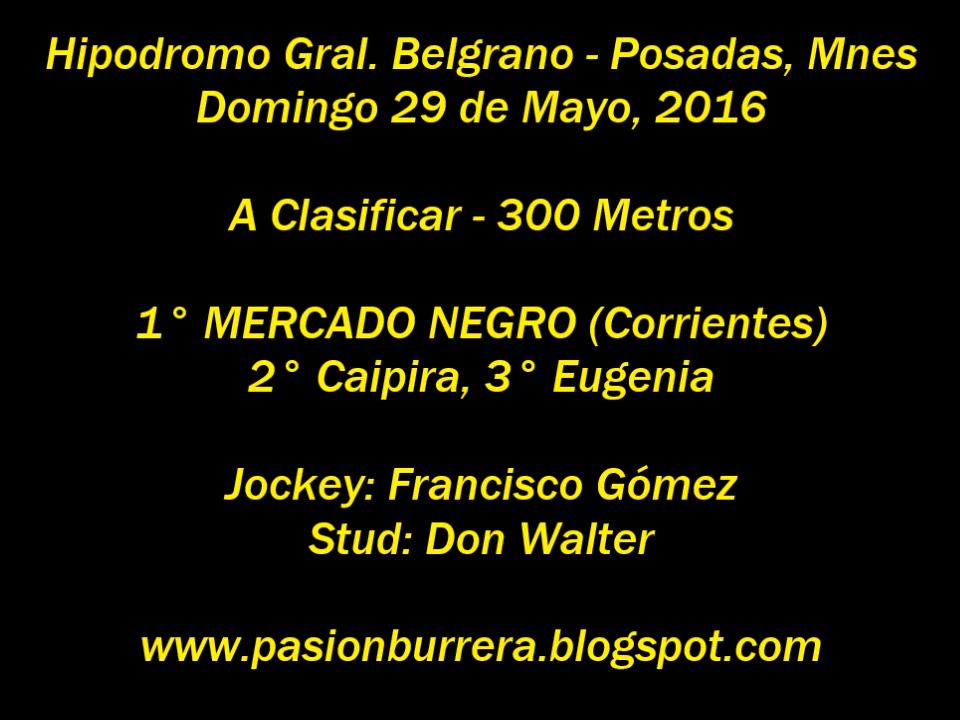 Hipodromo Gral. Belgrano - Posadas, Mnes
Domingo 29 de Mayo, 2016
A Clasificar - 300 Metros
1° MERCADO NEGRO (Corrientes)
2° Caipira, 3° Eugenia
Jockey: Francisco Gómez
Stud: Don Walter
www.pasionburrera.blogspot.com